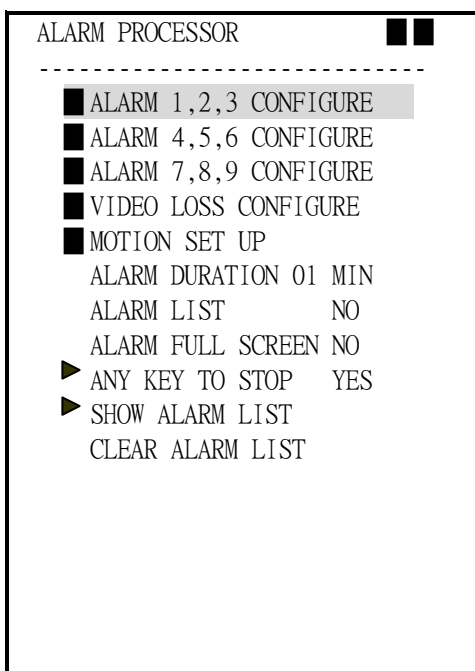 ALARM PROCESSOR
------------------------------
ALARM 1,2,3 CONFIGURE
ALARM 4,5,6 CONFIGURE
ALARM 7,8,9 CONFIGURE
VIDEO LOSS CONFIGURE
MOTION SET UP
ALARM DURATION 01 MIN
ALARM LIST NO
ALARM FULL SCREEN NO
ANY KEY TO STOP YES
SHOW ALARM LIST
CLEAR ALARM LIST